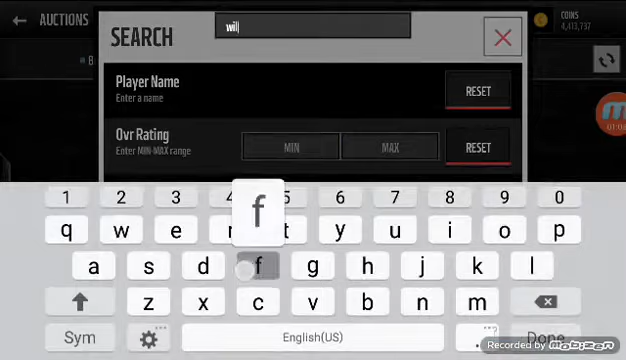 AUCTIONS
wil
SEARCH
COINS
4,413,737
B
Player Name
Enter a name
RESET
Ovr Rating
Enter MIN-MAX range
MIN
MAX
RESET
1 2 3 4 5 6 7 8 9 0
q w e r t y u i o p
f
a s d f g h j k l
z x c v b n m
Sym
English(US)
Done
Recorded by mobizen